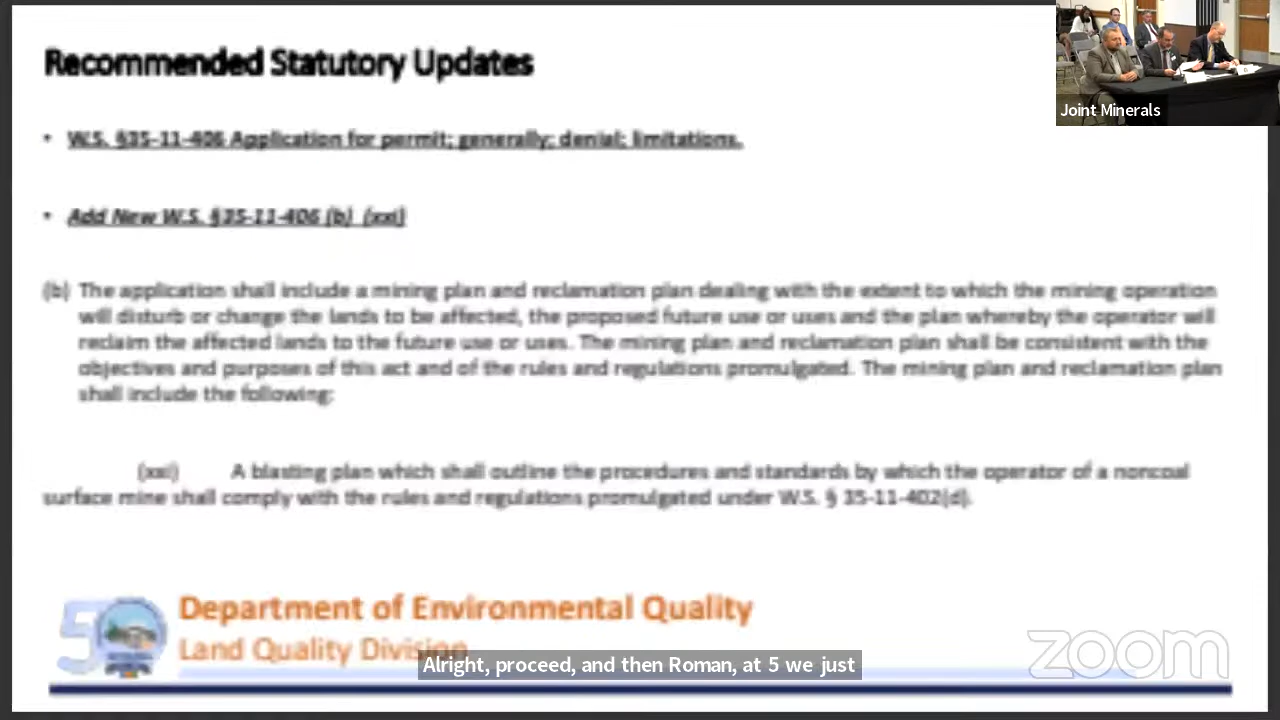 Recommended Statutory Updates
Joint Minerals
• W.S. §35-11-406 Application for permit; generally; denial; limitations.
• Add New W.S. §35-11-406 (b) (xxi)
(b) The application shall include a mining plan and reclamation plan dealing with the extent to which the mining operation
will disturb or change the lands to be affected, the proposed future use or uses and the plan whereby the operator will
reclaim the affected lands to the future use or uses. The mining plan and reclamation plan shall be consistent with the
objectives and purposes of this act and of the rules and regulations promulgated. The mining plan and reclamation plan
shall include the following:
(xxi) A blasting plan which shall outline the procedures and standards by which the operator of a noncoal
surface mine shall comply with the rules and regulations promulgated under W.S. § 35-11-402(d).
Department of Environmental Quality
Land Quality Division
Alright, proceed, and then Roman, at 5 we just
zoom